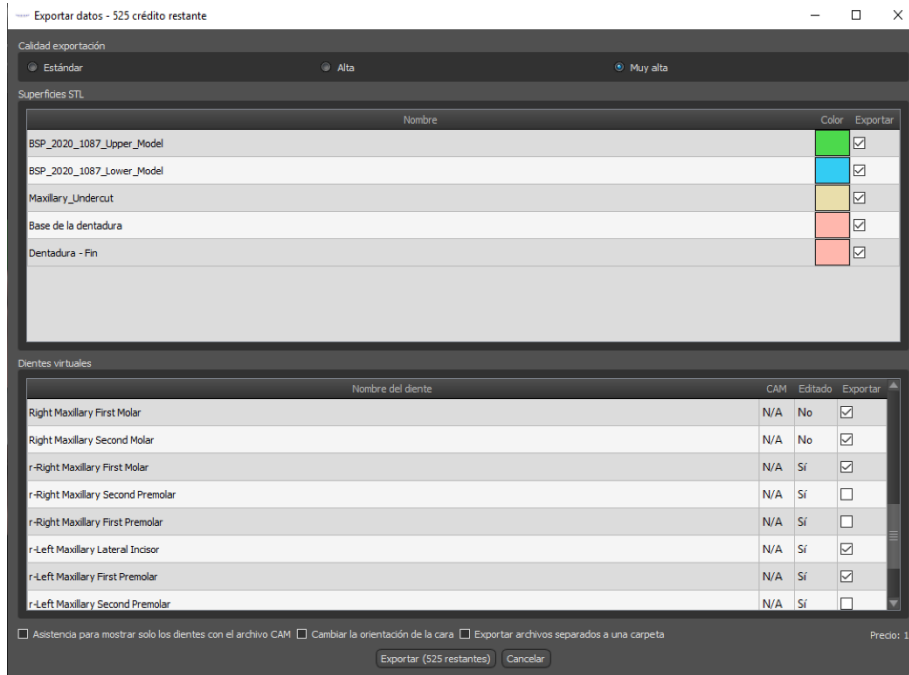 Exportar datos - 525 crédito restante
Calidad exportación
Estándar Alta Muy alta
Superficies STL
Nombre Color Exportar
BSP_2020_1087_Upper_Model
BSP_2020_1087_Lower_Model
Maxillary_Undercut
Base de la dentadura
Dentadura - Fin
Dientes virtuales
Nombre del diente CAM Editado Exportar
Right Maxillary First Molar N/A No
Right Maxillary Second Molar N/A No
r-Right Maxillary First Molar N/A Sí
r-Right Maxillary Second Premolar N/A Sí
r-Right Maxillary First Premolar N/A Sí
r-Left Maxillary Lateral Incisor N/A Sí
r-Left Maxillary First Premolar N/A Sí
r-Left Maxillary Second Premolar N/A Sí
Asistencia para mostrar solo los dientes con el archivo CAM Cambiar la orientación de la cara Exportar archivos separados a una carpeta Precio: 1
Exportar (525 restantes) Cancelar